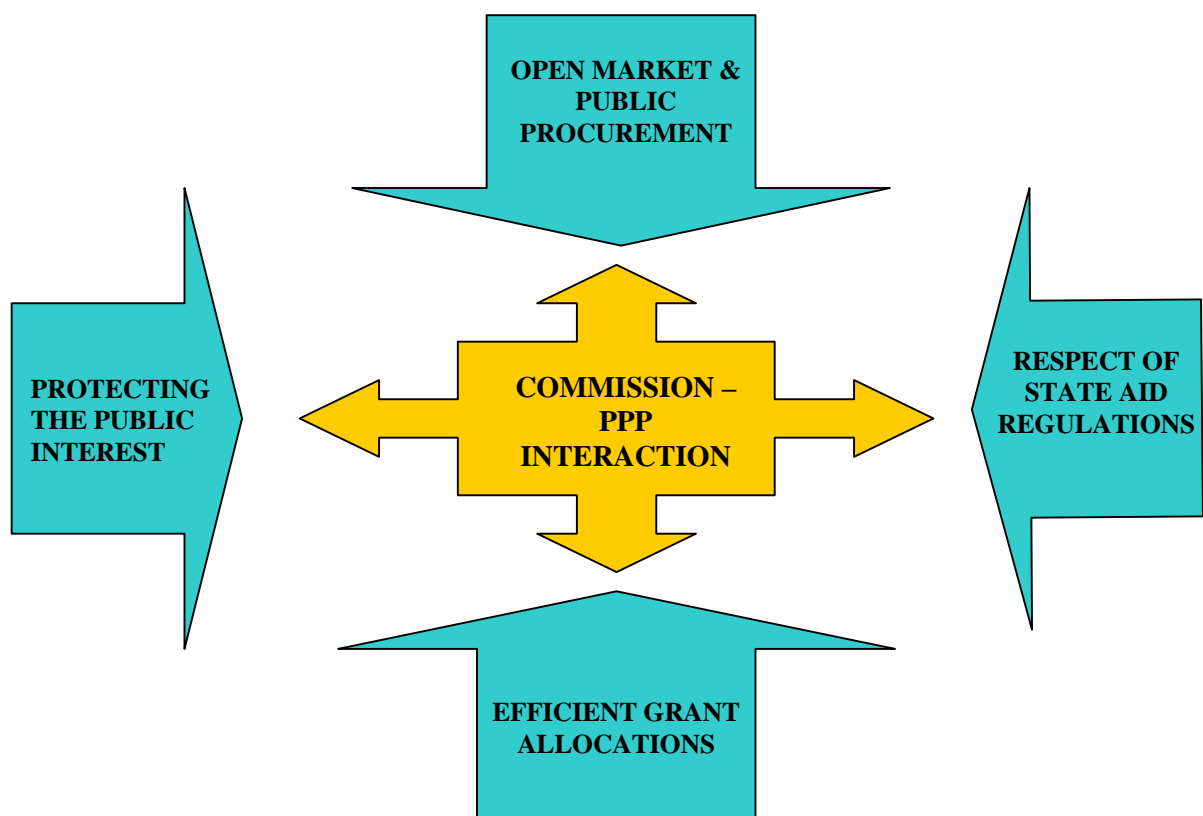 OPEN MARKET &
PUBLIC
PROCUREMENT
PROTECTING
THE PUBLIC
INTEREST
COMMISSION –
PPP
INTERACTION
RESPECT OF
STATE AID
REGULATIONS
EFFICIENT GRANT
ALLOCATIONS